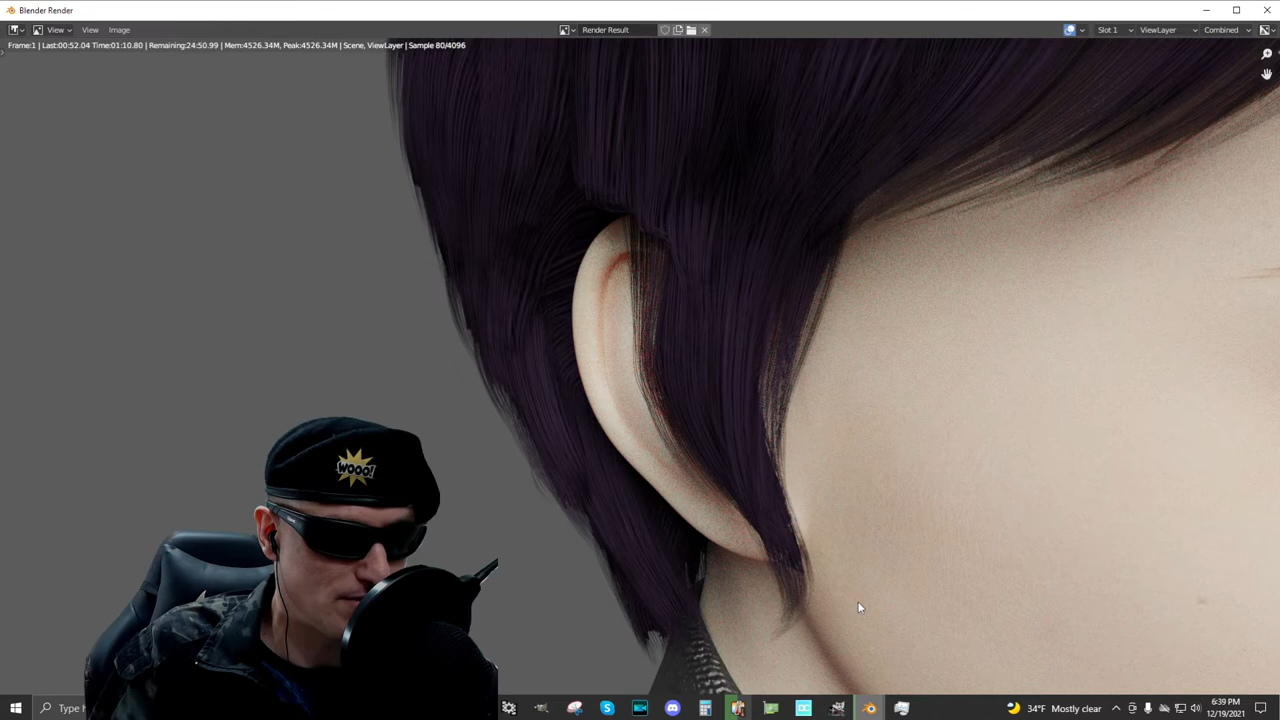 Blender Render
View View Image Render Result Slot 1 ViewLayer Combined
Frame:1 | Last:00:52.04 Time:01:10.80 | Remaining:24:50.99 | Mem:4526.34M, Peak:4526.34M | Scene, ViewLayer | Sample 80/4096
WOOO!
Type h
34°F Mostly clear
6:39 PM
12/19/2021